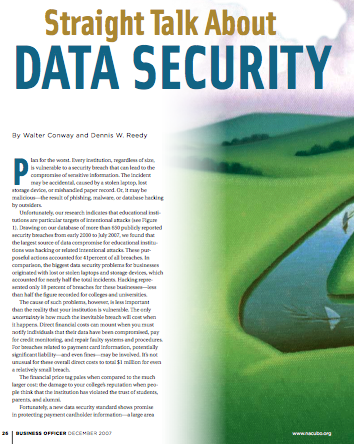 Straight Talk About
DATA SECURITY
By Walter Conway and Dennis W. Reedy
Plan for the worst. Every institution, regardless of size,
is vulnerable to a security breach that can lead to the
compromise of sensitive information. The incident
may be accidental, caused by a stolen laptop, lost
storage device, or mishandled paper record. Or, it may be
malicious—the result of phishing, malware, or database hacking
by outsiders.
Unfortunately, our research indicates that educational insti-
tutions are particular targets of intentional attacks (see Figure
1). Drawing on our database of more than 550 publicly reported
security breaches from early 2000 to July 2007, we found that
the largest source of data compromise for educational institu-
tions was hacking or related intentional attacks. These pur-
poseful actions accounted for 41 percent of all breaches. In
comparison, the biggest data security problems for businesses
originated with lost or stolen laptops and storage devices, which
accounted for nearly half the total incidents. Hacking repre-
sented only 18 percent of breaches for these businesses—less
than half the figure recorded for colleges and universities.
The cause of such problems, however, is less important
than the reality that your institution is vulnerable. The only
uncertainty is how much the inevitable breach will cost when
it happens. Direct financial costs can mount when you must
notify individuals that their data have been compromised, pay
for credit monitoring, and repair faulty systems and procedures.
For breaches related to payment card information, potentially
significant liability—and even fines—may be involved. It's not
unusual for these overall direct costs to total $1 million for even
a relatively small breach.
The financial price tag pales when compared to the much
larger cost: the damage to your college's reputation when peo-
ple think that the institution has violated the trust of students,
parents, and alumni.
Fortunately, a new data security standard shows promise
in protecting payment cardholder information—a large area
26 BUSINESS OFFICER DECEMBER 2007
www.nacubo.org